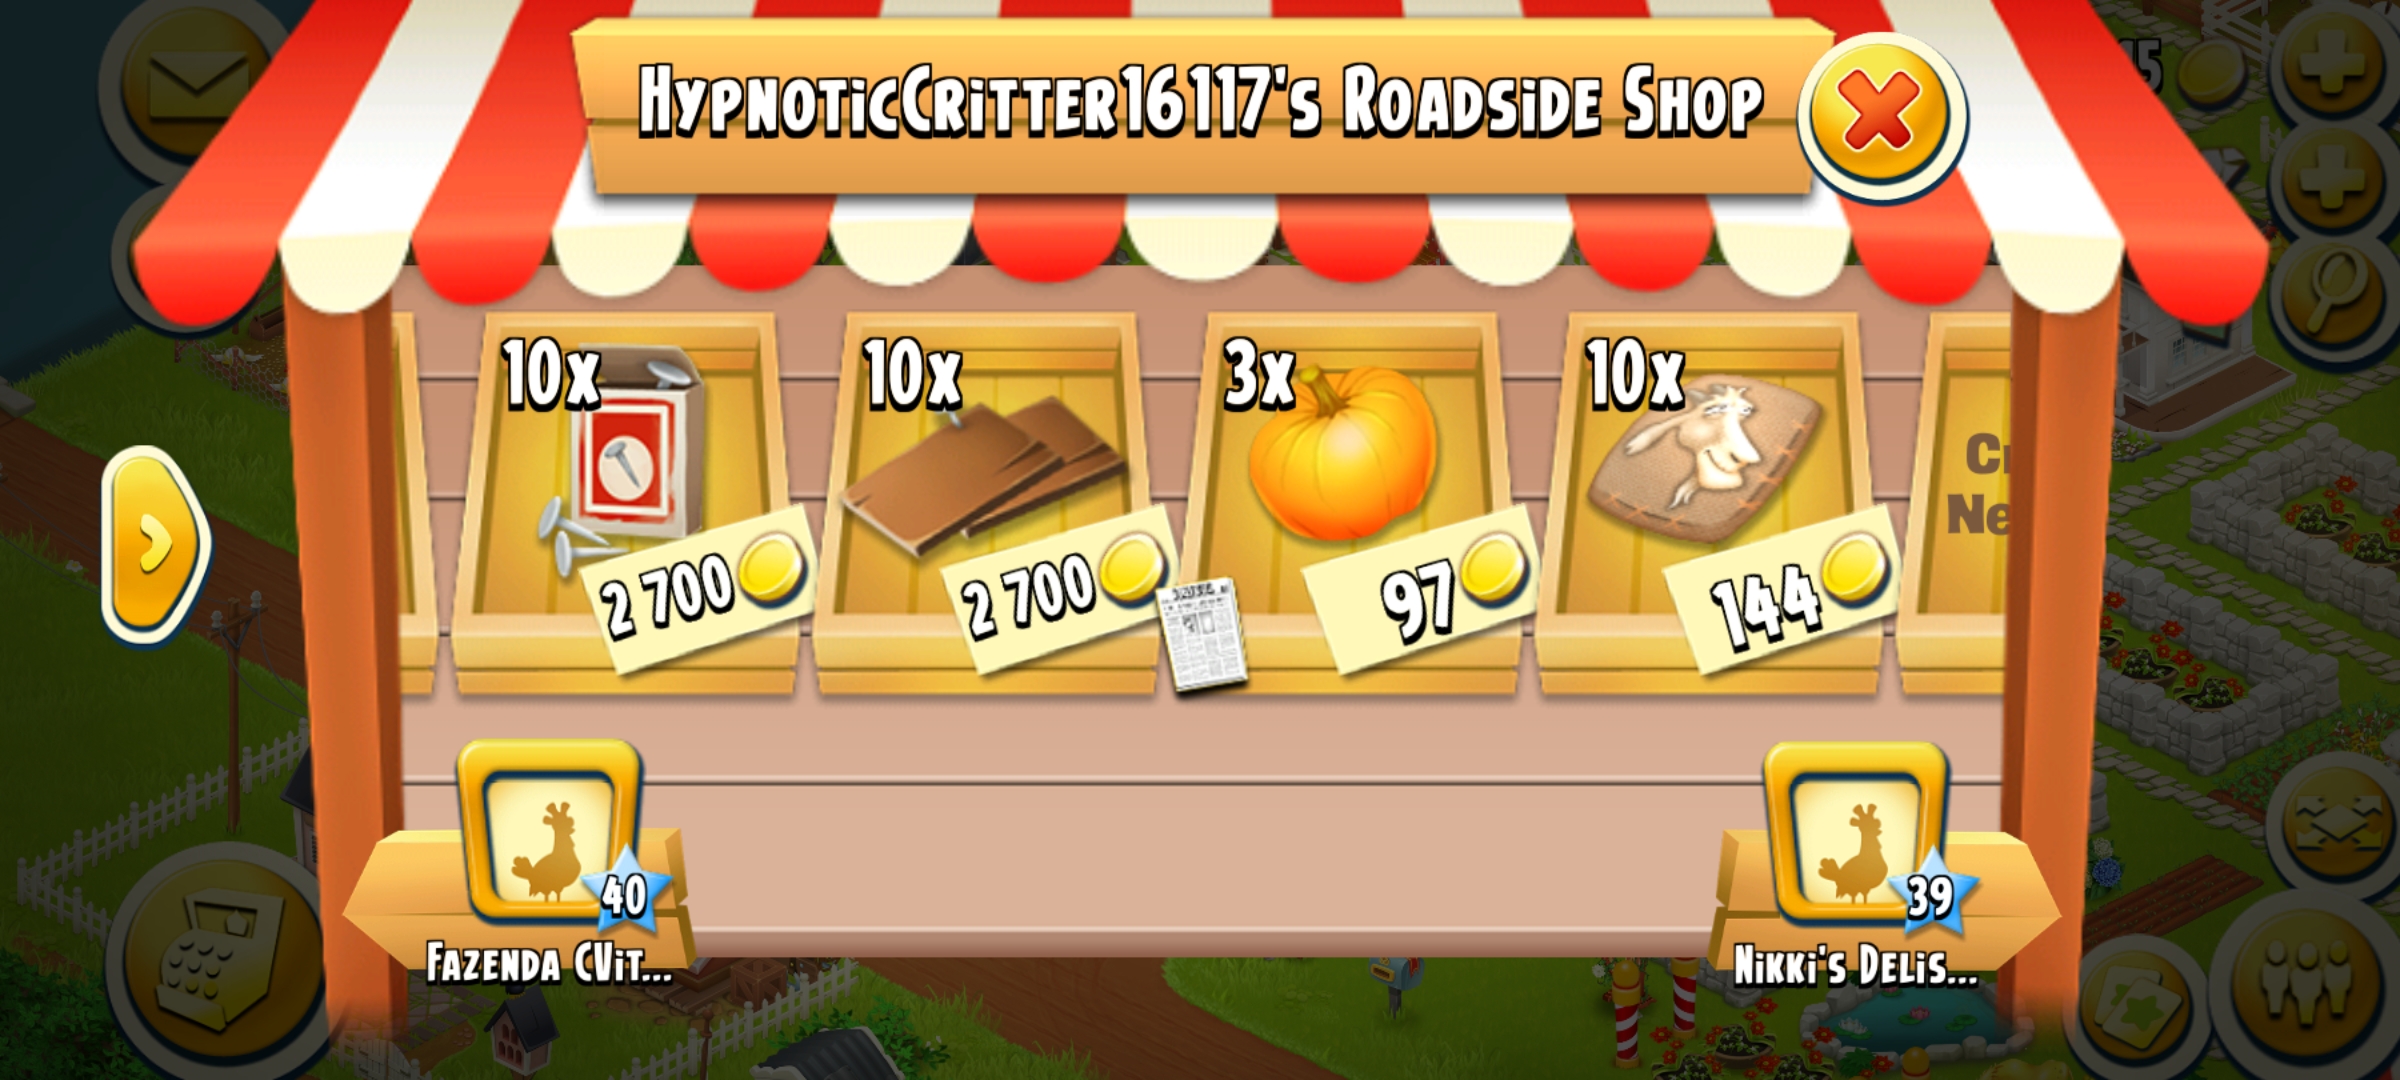 HypnoticCritter16117's Roadside Shop
10x
10x
3x
10x
2 700
2 700
97
144
40
39
Fazenda CVit...
Nikki's Delis...